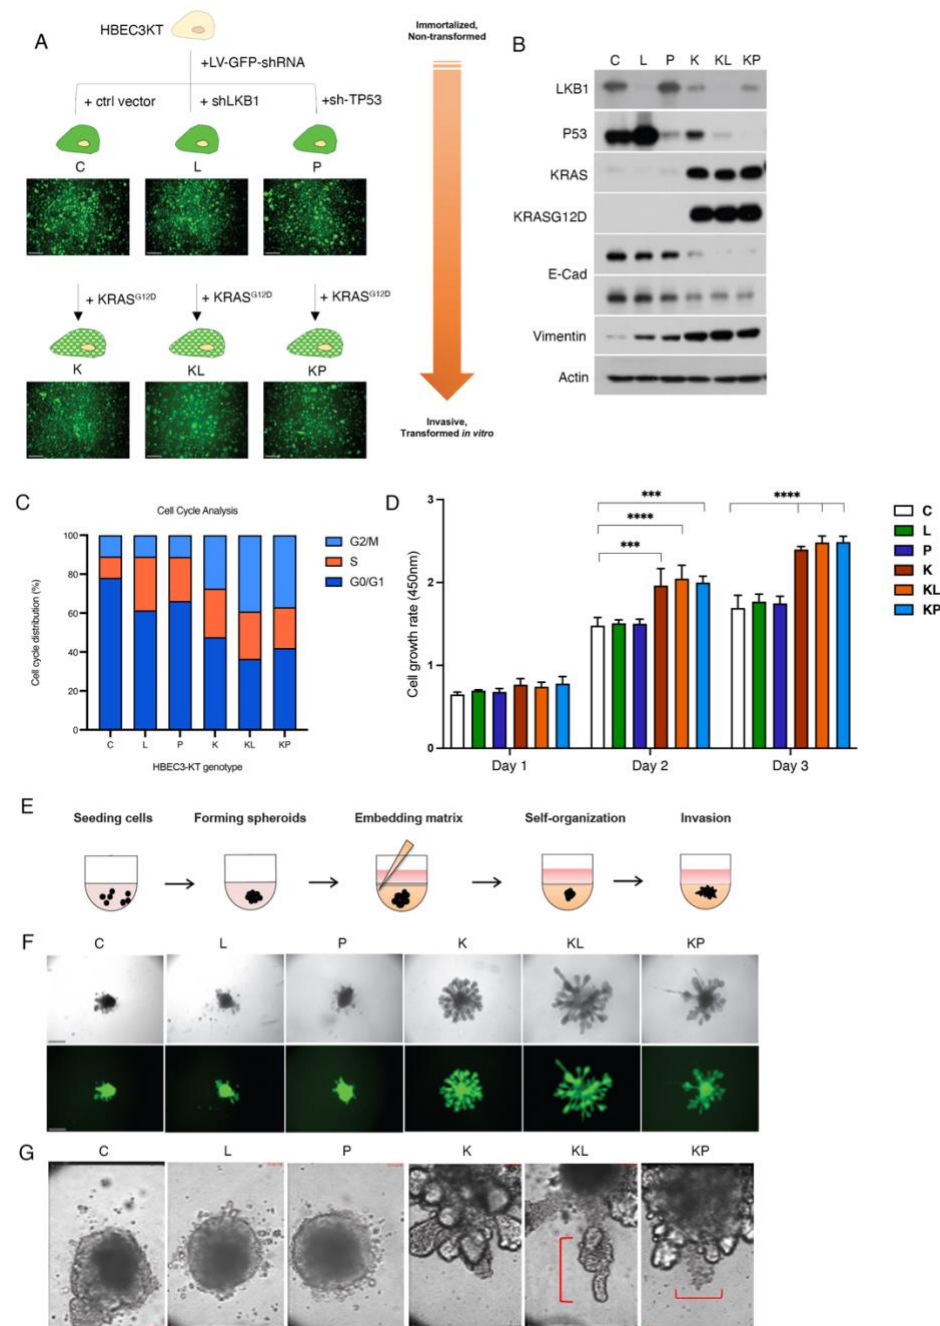 A
HBEC3KT
+LV-GFP-shRNA
+ ctrl vector
+ shLKB1
+sh-TP53
C L P
+ KRASG12D + KRASG12D + KRASG12D
K KL KP
Immortalized,
Non-transformed
Invasive,
Transformed in vitro
B
C L P K KL KP
LKB1
P53
KRAS
KRASG12D
E-Cad
Vimentin
Actin
C
Cell Cycle Analysis
Cell cycle distribution (%)
100
80
60
40
20
0
C L P K KL KP
HBEC3-KT genotype
G2/M
S
G0/G1
D
Cell growth rate (450nm)
3
2
1
0
***
****
***
****
Day 1 Day 2 Day 3
C
L
P
K
KL
KP
E
Seeding cells Forming spheroids Embedding matrix Self-organization Invasion
F
C L P K KL KP
G
C L P K KL KP